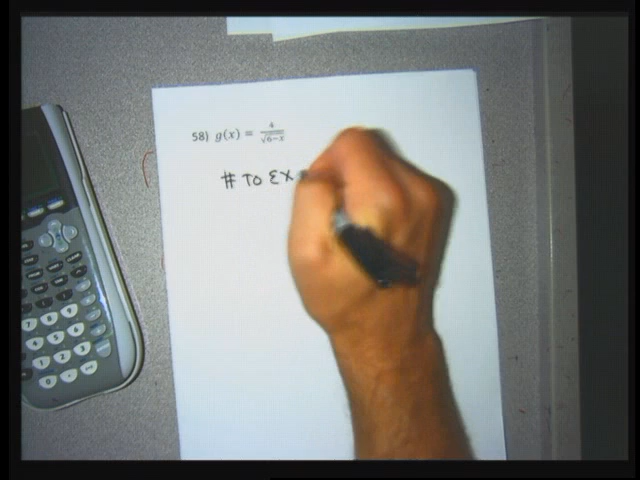 58) g(x) = 4/√6-x
# TO EX